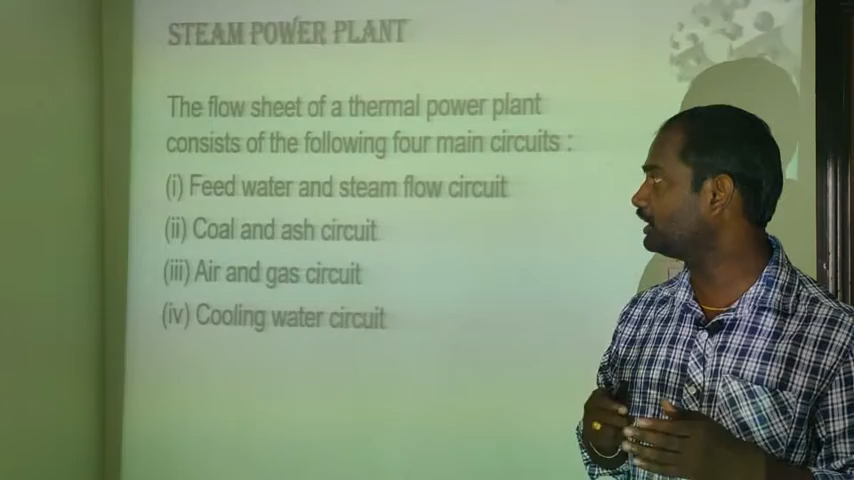 STEAM POWER PLANT
The flow sheet of a thermal power plant
consists of the following four main circuits :
(i) Feed water and steam flow circuit
(ii) Coal and ash circuit
(iii) Air and gas circuit
(iv) Cooling water circuit